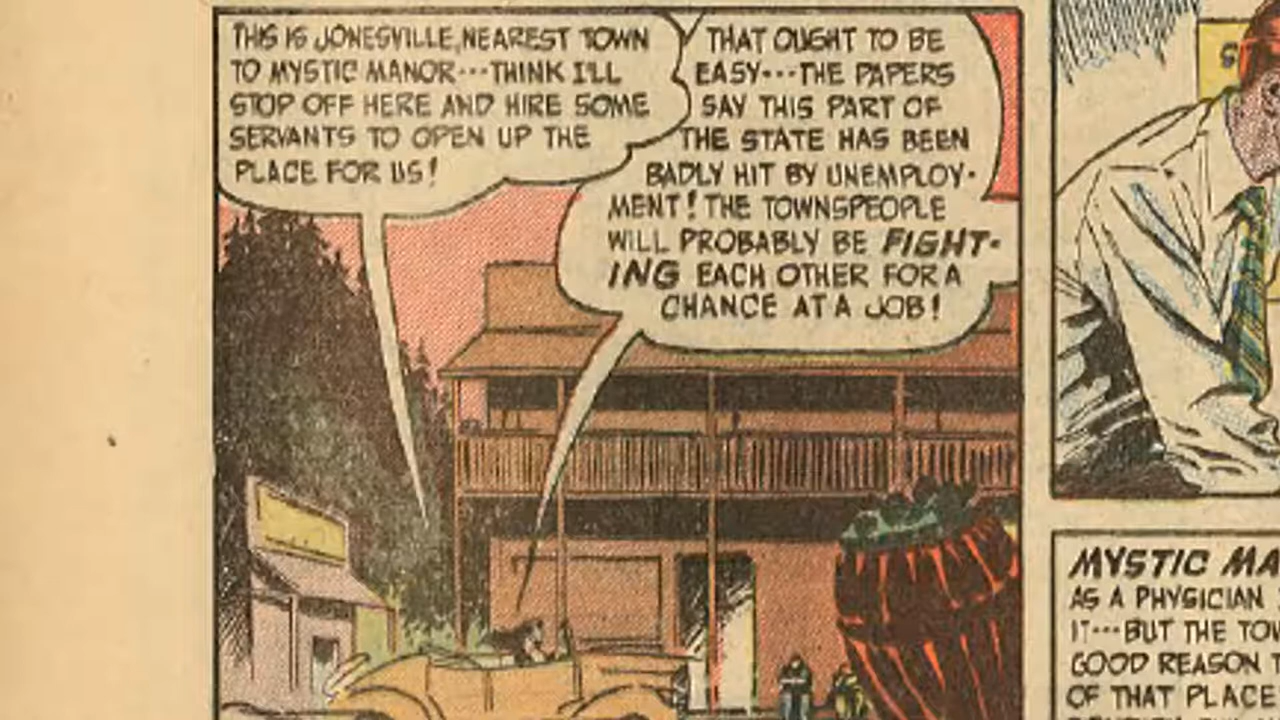 THIS IS JONESVILLE, NEAREST TOWN
TO MYSTIC MANOR---THINK I'LL
STOP OFF HERE AND HIRE SOME
SERVANTS TO OPEN UP THE
PLACE FOR US!
THAT OUGHT TO BE
EASY---THE PAPERS
SAY THIS PART OF
THE STATE HAS BEEN
BADLY HIT BY UNEMPLOY-
MENT! THE TOWNSPEOPLE
WILL PROBABLY BE FIGHT-
ING EACH OTHER FOR A
CHANCE AT A JOB!
MYSTIC MA
AS A PHYSICIAN
IT---BUT THE TOW
GOOD REASON T
OF THAT PLACE